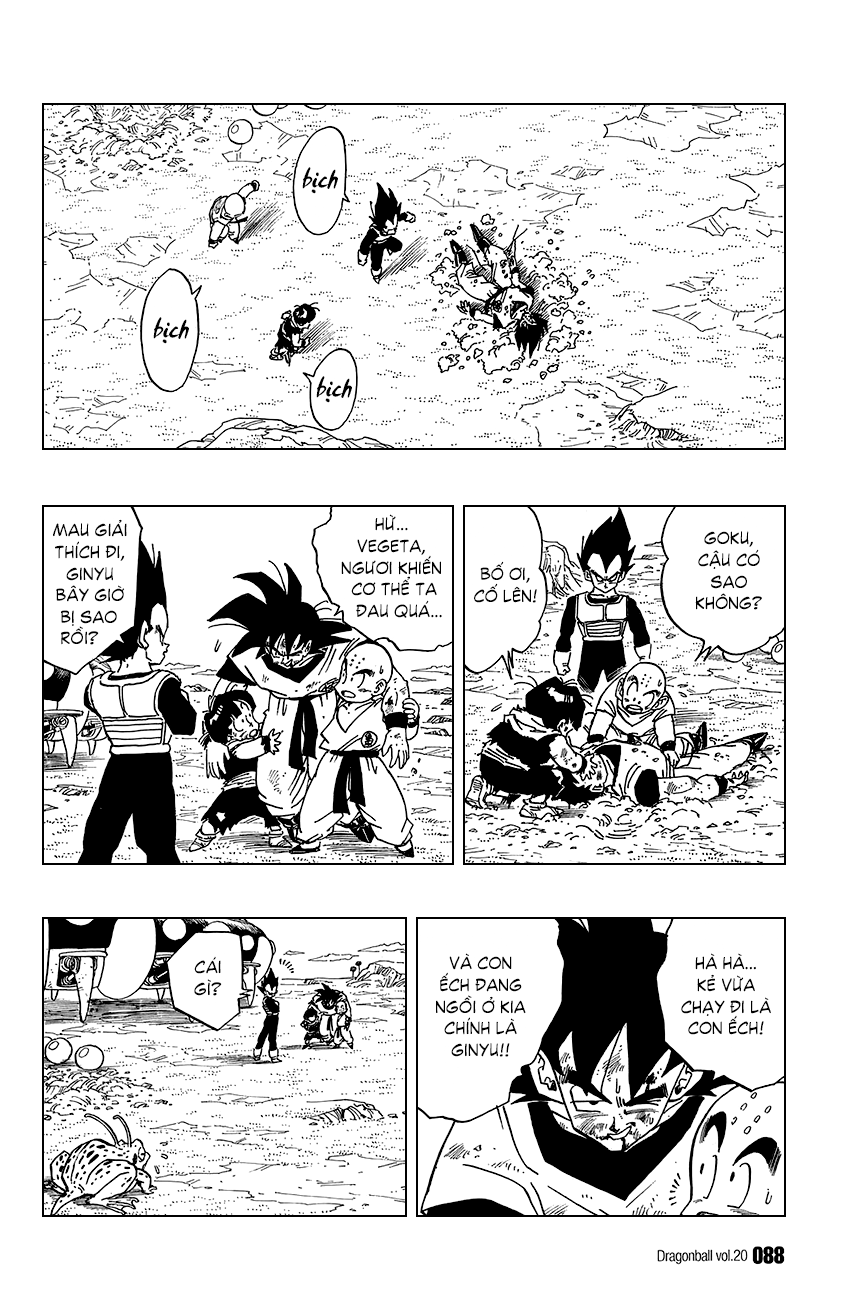 bịch
bịch
bịch
GOKU,
CẬU CÓ
SAO
KHÔNG?
BỐ ƠI,
CỐ LÊN!
HỪ...
VEGETA,
NGƯƠI KHIẾN
CƠ THỂ TA
ĐAU QUÁ...
MAU GIẢI
THÍCH ĐI,
GINYU
BÂY GIỜ
BỊ SAO
RỒI?
HÀ HÀ...
KẺ VỪA
CHẠY ĐI LÀ
CON ẾCH!
VÀ CON
ẾCH ĐANG
NGỒI Ở KIA
CHÍNH LÀ
GINYU!!
CÁI
GÌ?
Dragonball vol.20 088